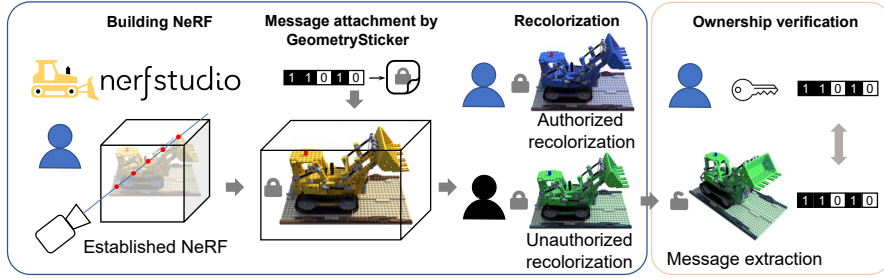 Building NeRF
Message attachment by
GeometrySticker
Recolorization
Ownership verification
nerfstudio
1 1 0 1 0
Authorized
recolorization
1 1 0 1 0
Established NeRF
Unauthorized
recolorization
1 1 0 1 0
Message extraction